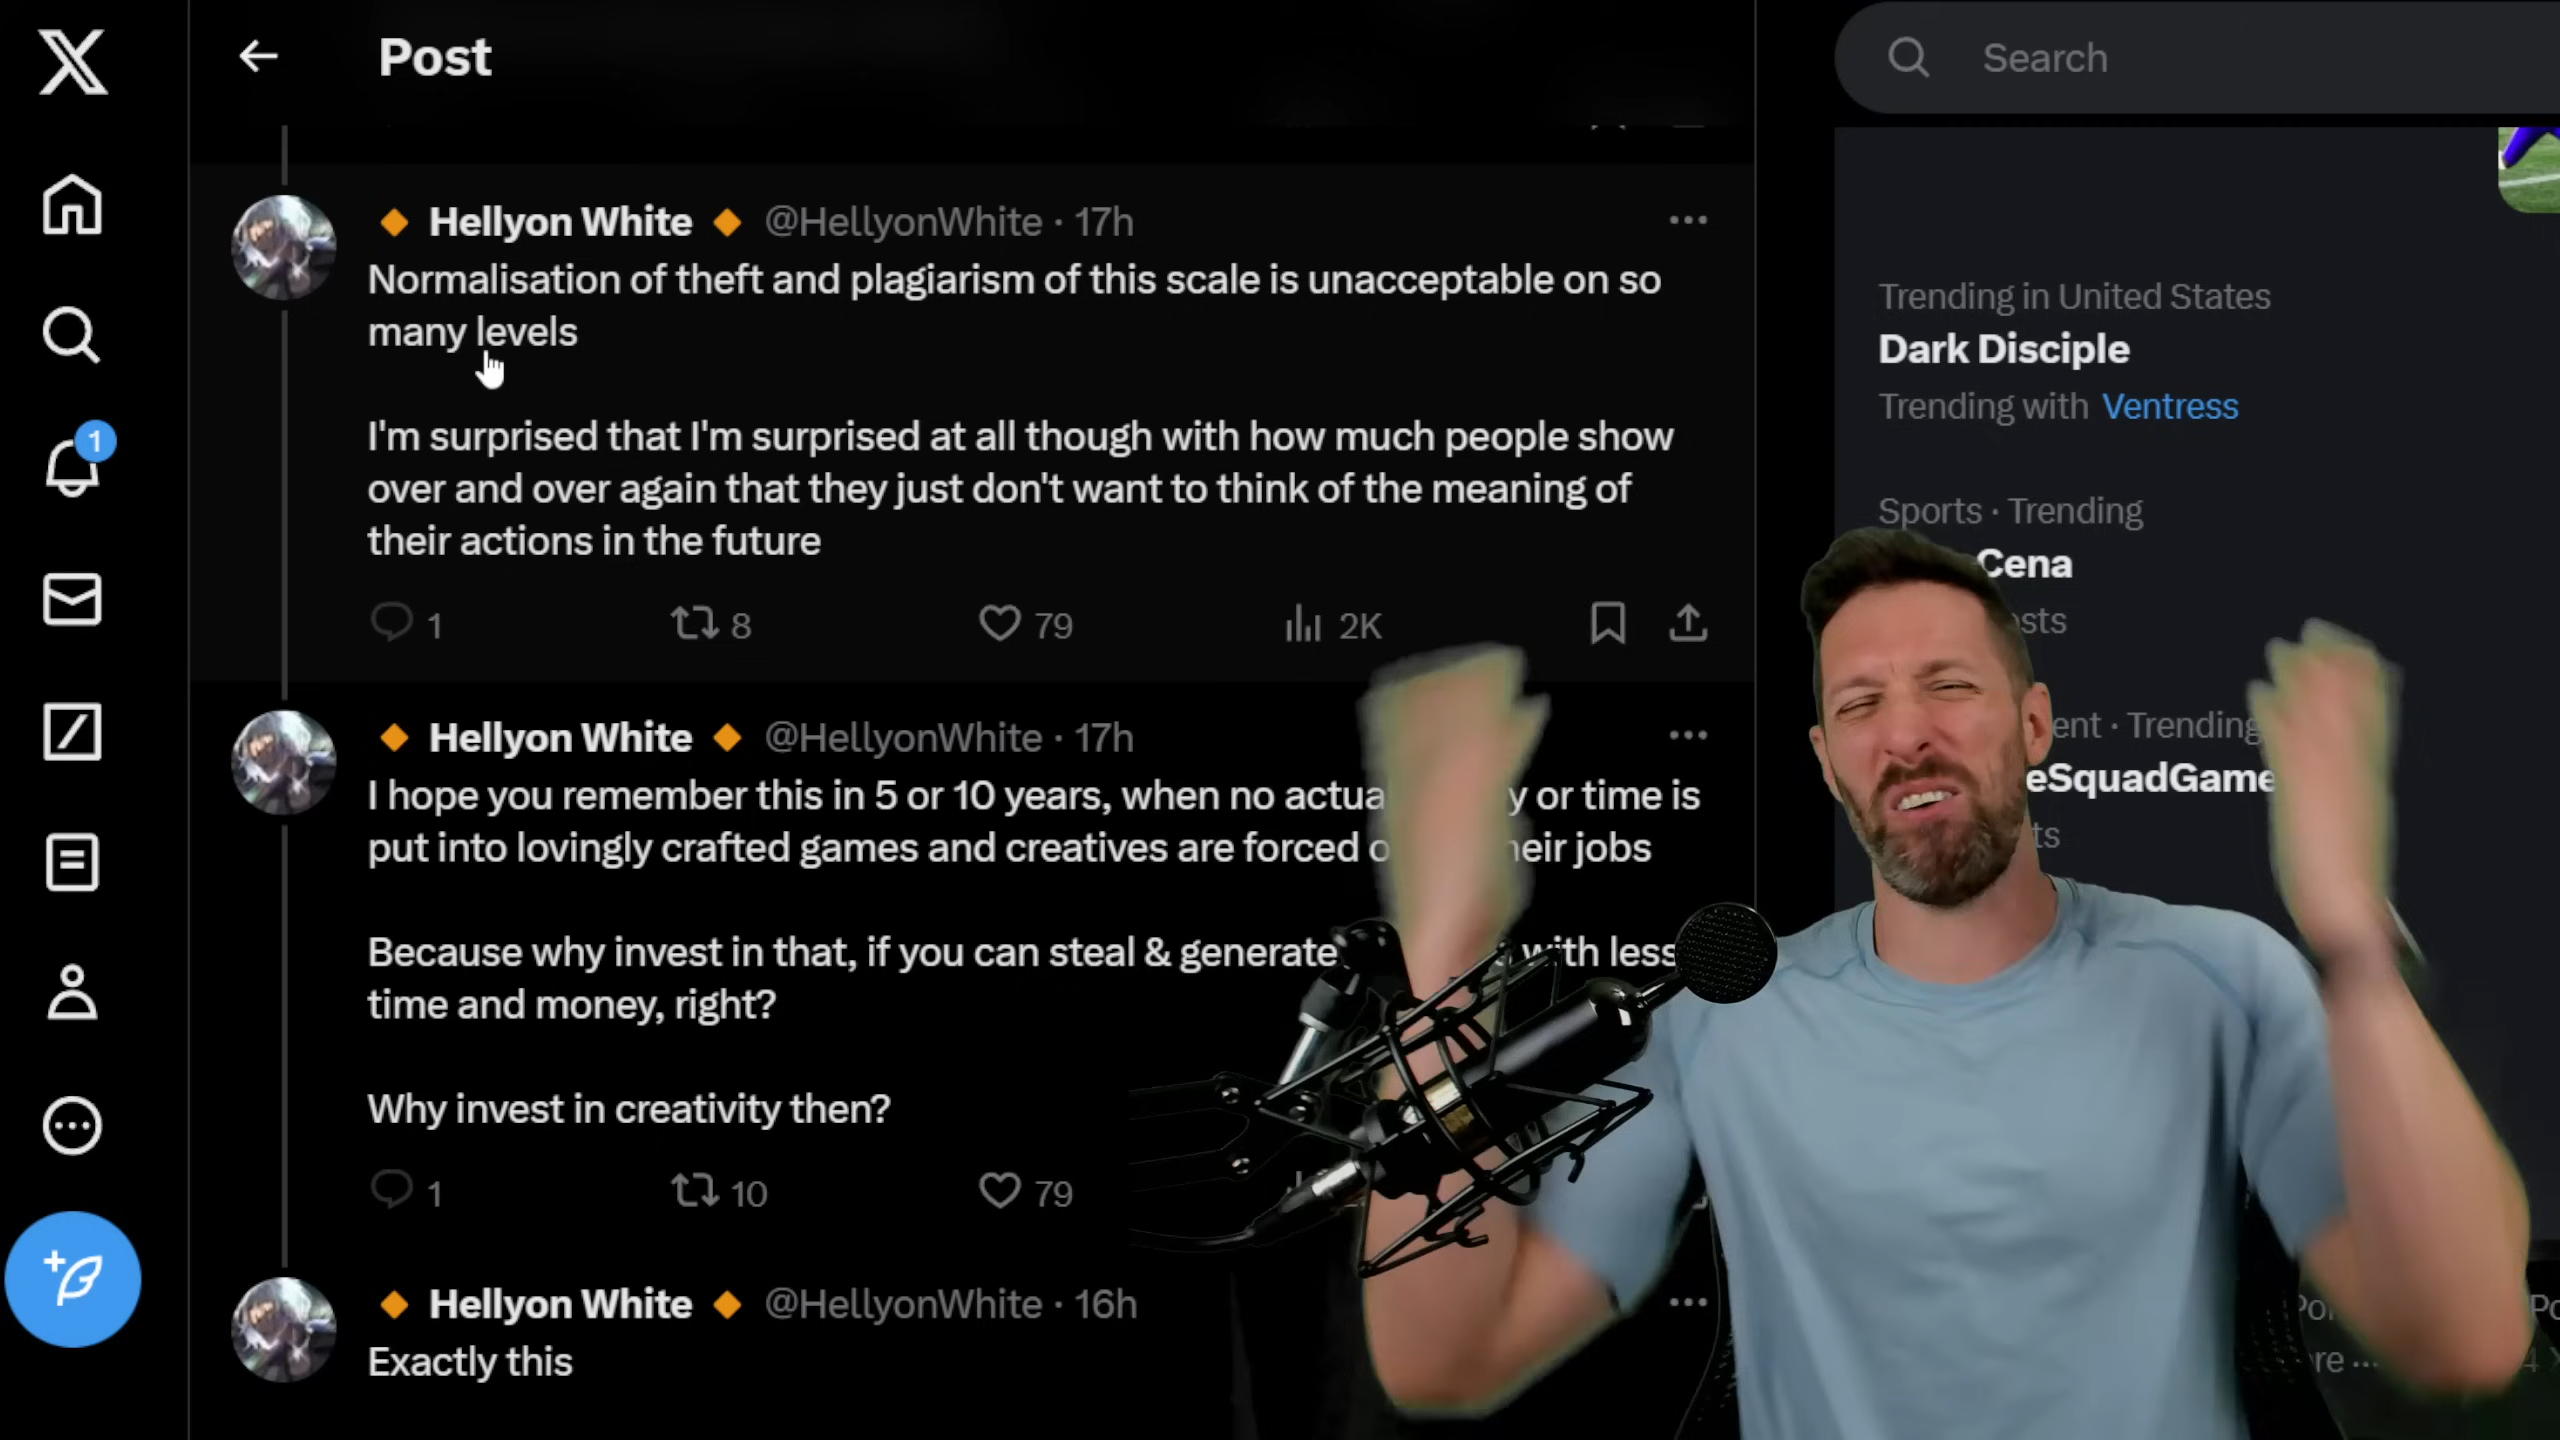 Post
Search
Hellyon White @HellyonWhite · 17h
Normalisation of theft and plagiarism of this scale is unacceptable on so
many levels
I'm surprised that I'm surprised at all though with how much people show
over and over again that they just don't want to think of the meaning of
their actions in the future
1 8 79 2K
Hellyon White @HellyonWhite · 17h
I hope you remember this in 5 or 10 years, when no or time is
put into lovingly crafted games and creatives are forced jobs
Because why invest in that, if you can steal & generate with less
time and money, right?
Why invest in creativity then?
1 10 79
Hellyon White @HellyonWhite · 16h
Exactly this
1
Trending in United States
Dark Disciple
Trending with Ventress
Sports · Trending
Cena
· Trending